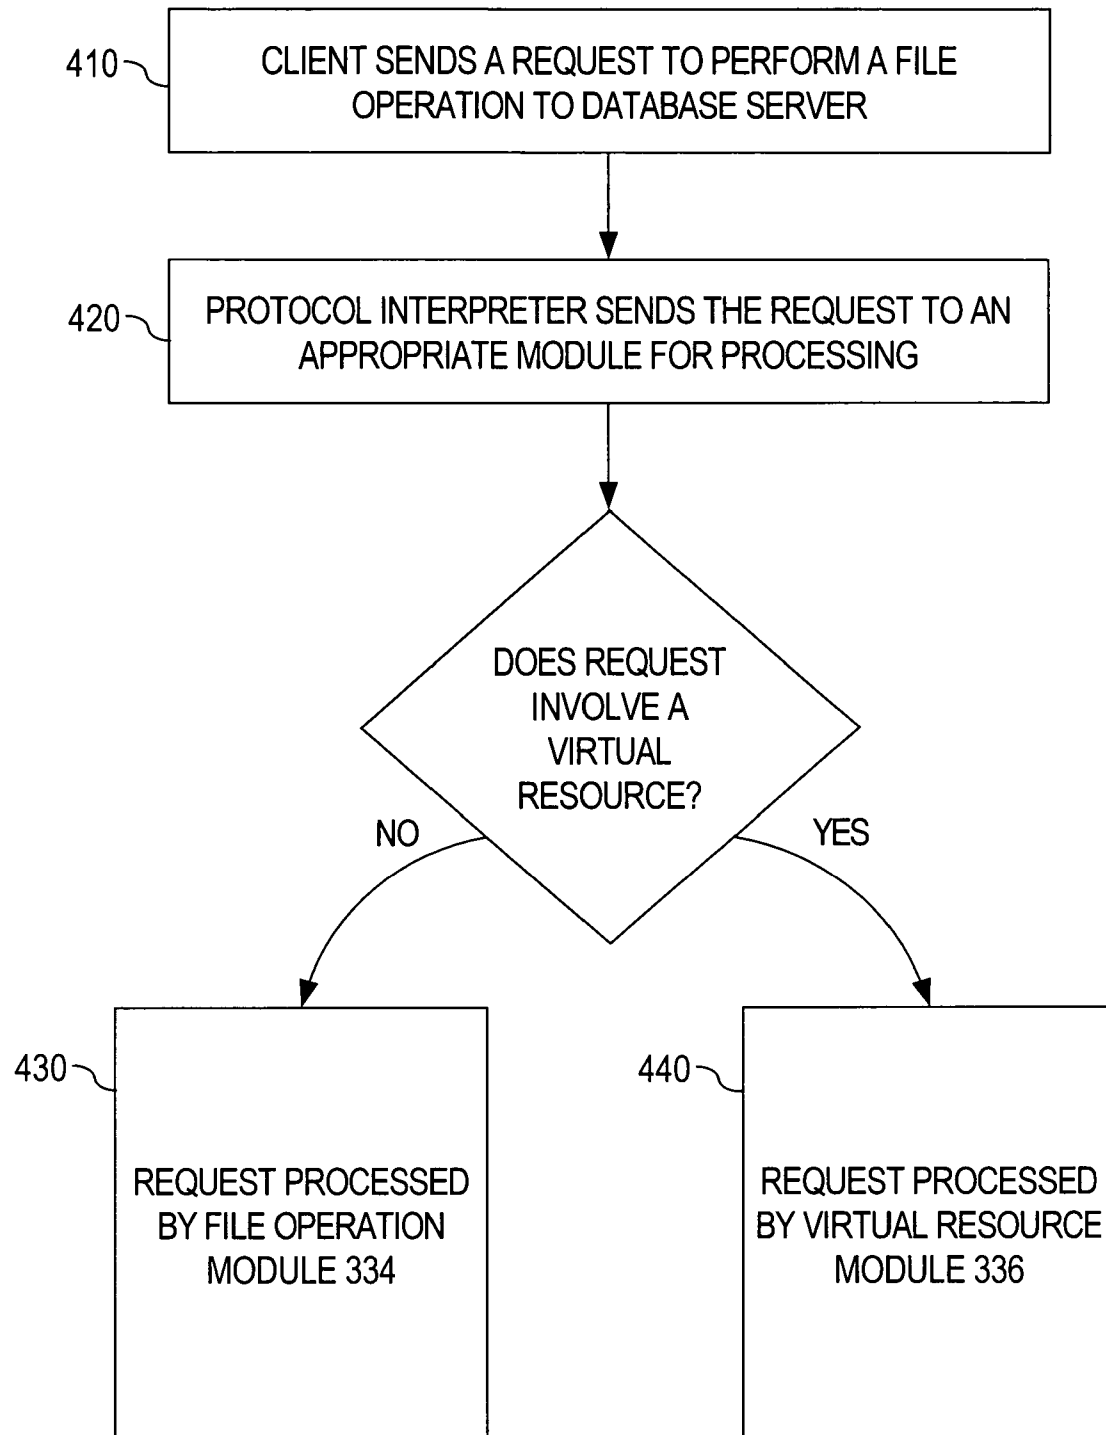 410
CLIENT SENDS A REQUEST TO PERFORM A FILE
OPERATION TO DATABASE SERVER
420
PROTOCOL INTERPRETER SENDS THE REQUEST TO AN
APPROPRIATE MODULE FOR PROCESSING
DOES REQUEST
INVOLVE A
VIRTUAL
RESOURCE?
NO
YES
430
REQUEST PROCESSED
BY FILE OPERATION
MODULE 334
440
REQUEST PROCESSED
BY VIRTUAL RESOURCE
MODULE 336